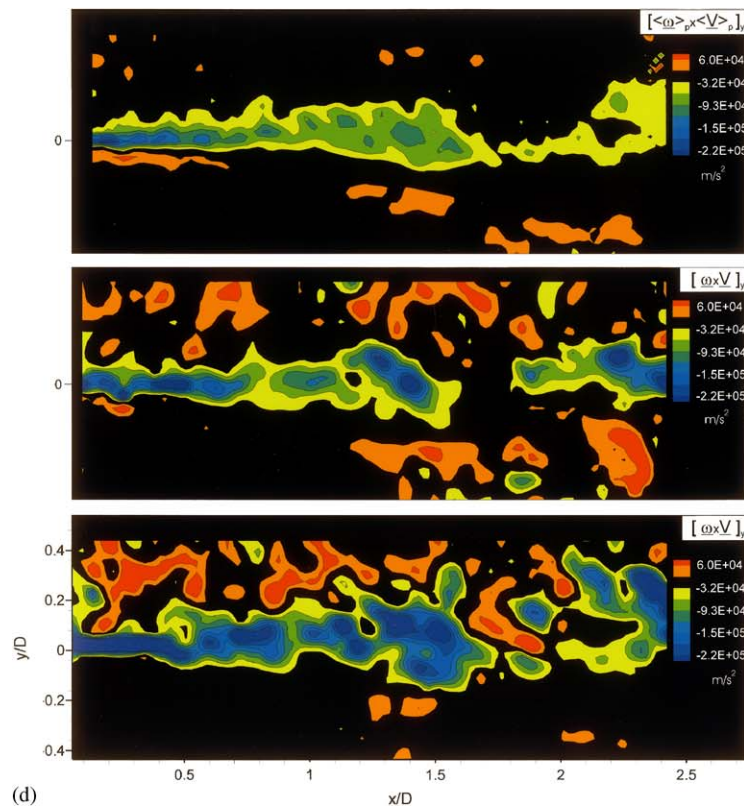 [<ω>ₚx<V>ₚ]ᵧ
6.0E+04
-3.2E+04
-9.3E+04
-1.5E+05
-2.2E+05
m/s²
0
[ωxV]ᵧ
6.0E+04
-3.2E+04
-9.3E+04
-1.5E+05
-2.2E+05
m/s²
0
[ωxV]ᵧ
6.0E+04
-3.2E+04
-9.3E+04
-1.5E+05
-2.2E+05
m/s²
0.4
0.2
0
-0.2
0.4
y/D
0.5 1 1.5 2 2.5
x/D
(d)